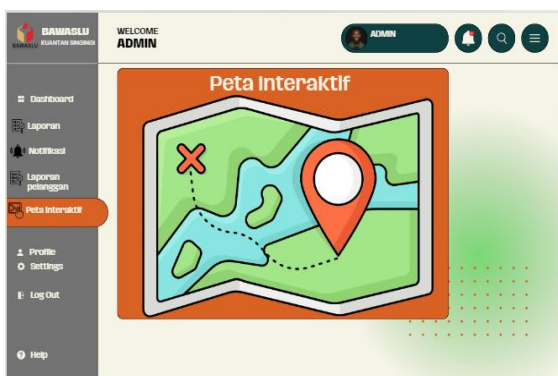 BAWASLU
KUANTAN SINGINGI
BAWASLU
WELCOME
ADMIN
ADMIN
Dashboard
Laporan
Notifikasi
Laporan
pelanggan
Peta Interaktif
Profile
Settings
Log Out
Help
Peta Interaktif